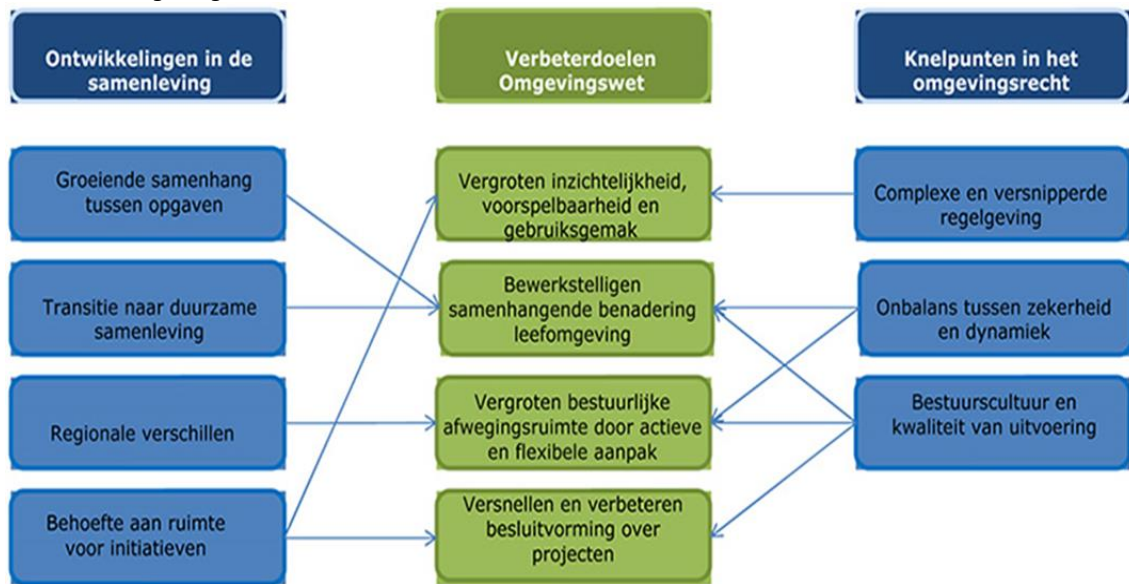 Ontwikkelingen in de
samenleving
Groeiende samenhang
tussen opgaven
Transitie naar duurzame
samenleving
Regionale verschillen
Behoefte aan ruimte
voor initiatieven
Verbeterdoelen
Omgevingswet
Vergroten inzichtelijkheid,
voorspelbaarheid en
gebruiksgemak
Bewerkstelligen
samenhangende benadering
leefomgeving
Vergroten bestuurlijke
afwegingsruimte door actieve
en flexibele aanpak
Versnellen en verbeteren
besluitvorming over
projecten
Knelpunten in het
omgevingsrecht
Complexe en versnipperde
regelgeving
Onbalans tussen zekerheid
en dynamiek
Bestuurscultuur en
kwaliteit van uitvoering